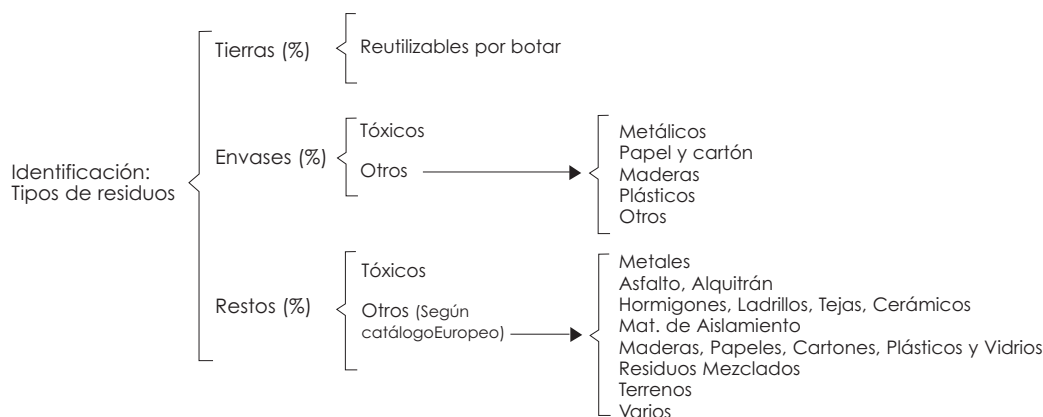 Identificación:
Tipos de residuos
Tierras (%)
Reutilizables por botar
Envases (%)
Tóxicos
Otros
Metálicos
Papel y cartón
Maderas
Plásticos
Otros
Restos (%)
Tóxicos
Otros (Según
catálogoEuropeo)
Metales
Asfalto, Alquitrán
Hormigones, Ladrillos, Tejas, Cerámicos
Mat. de Aislamiento
Maderas, Papeles, Cartones, Plásticos y Vidrios
Residuos Mezclados
Terrenos
Varios